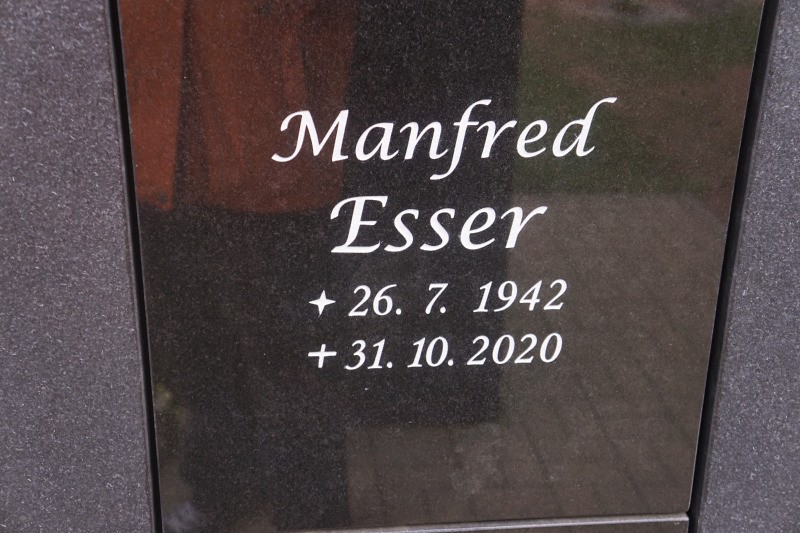 Manfred
Esser
✦ 26. 7. 1942
+ 31. 10. 2020